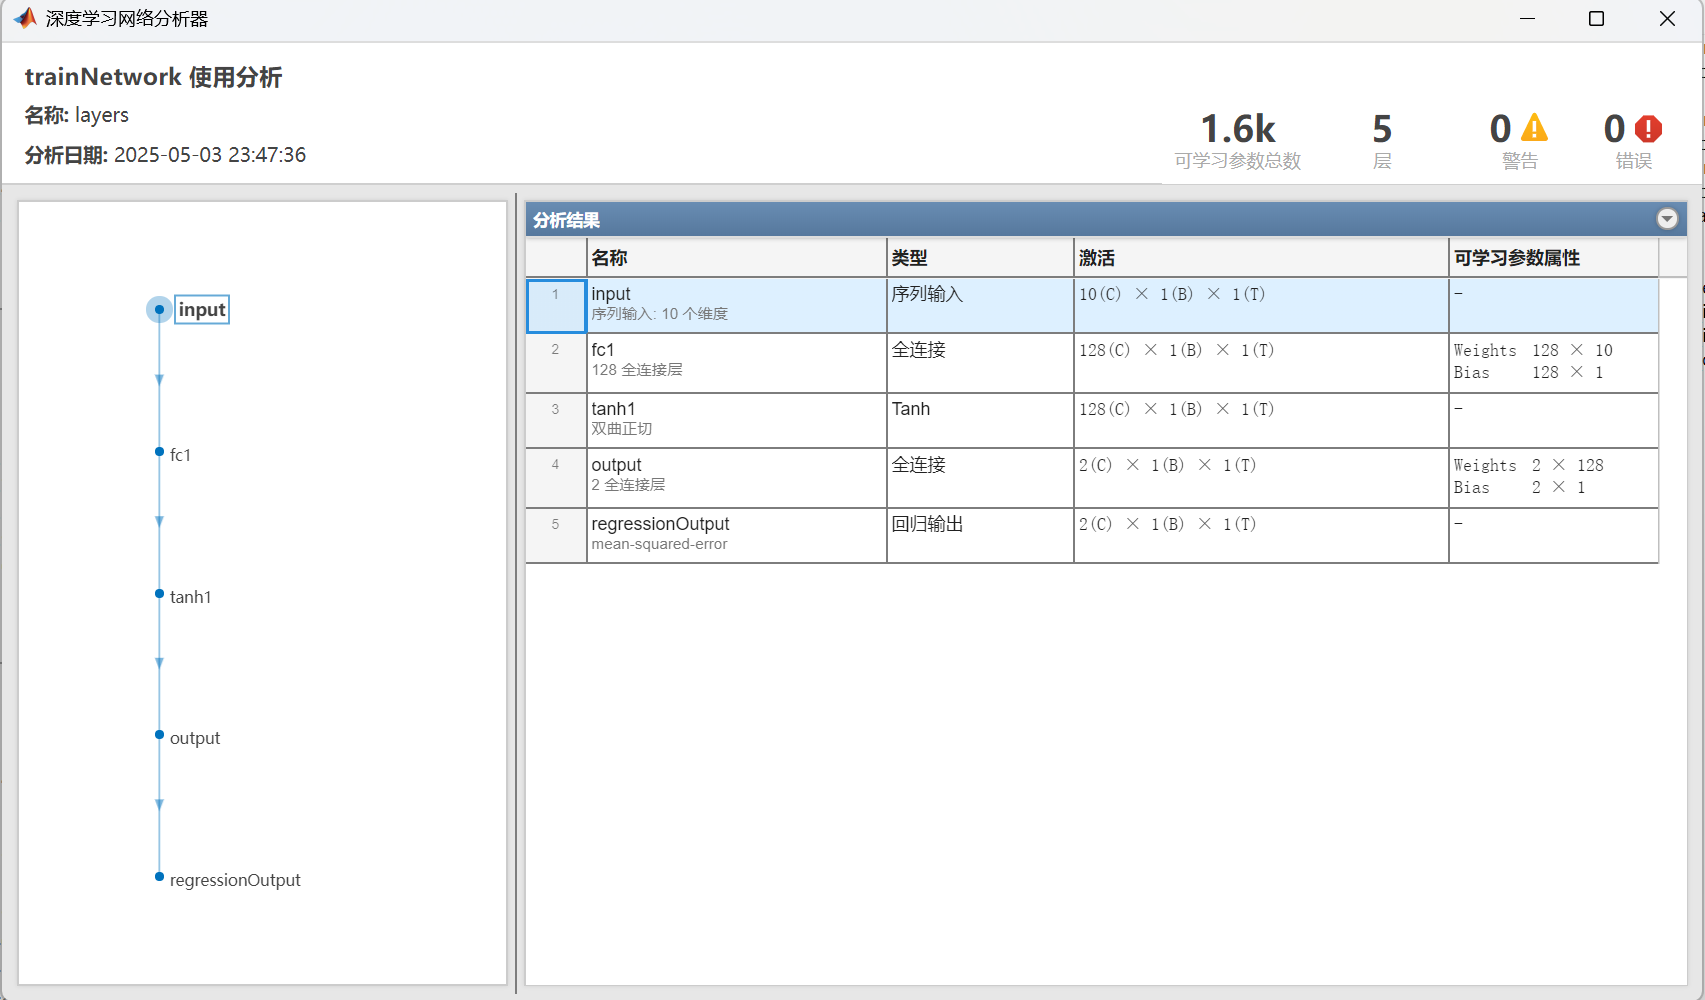 深度学习网络分析器
trainNetwork 使用分析
名称: layers
分析日期: 2025-05-03 23:47:36
1.6k
可学习参数总数
5
层
0
警告
0
错误
input
fc1
tanh1
output
regressionOutput
分析结果
名称 类型 激活 可学习参数属性
1 input 序列输入 10(C) × 1(B) × 1(T) -
序列输入: 10 个维度
2 fc1 全连接 128(C) × 1(B) × 1(T) Weights 128 × 10
128 全连接层 Bias 128 × 1
3 tanh1 Tanh 128(C) × 1(B) × 1(T) -
双曲正切
4 output 全连接 2(C) × 1(B) × 1(T) Weights 2 × 128
2 全连接层 Bias 2 × 1
5 regressionOutput 回归输出 2(C) × 1(B) × 1(T) -
mean-squared-error